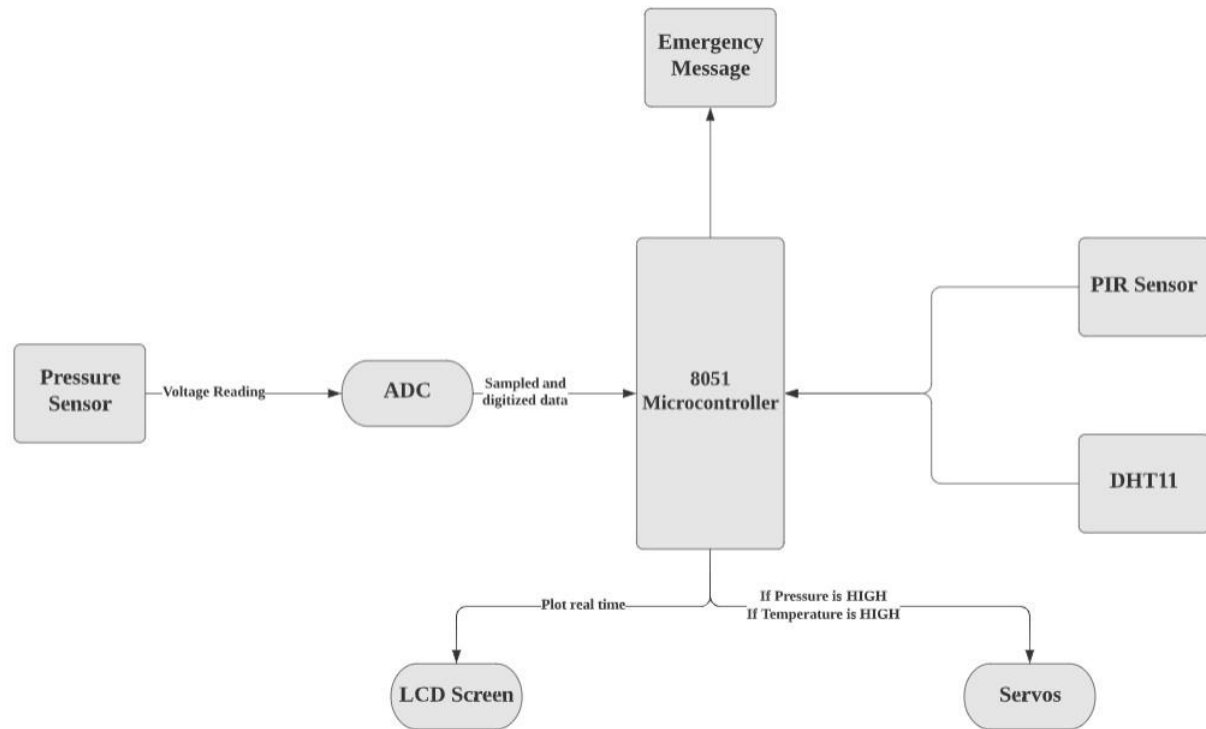 Emergency
Message
PIR Sensor
Pressure
Sensor
Voltage Reading
ADC
Sampled and
digitized data
8051
Microcontroller
DHT11
Plot real time
If Pressure is HIGH
If Temperature is HIGH
LCD Screen
Servos